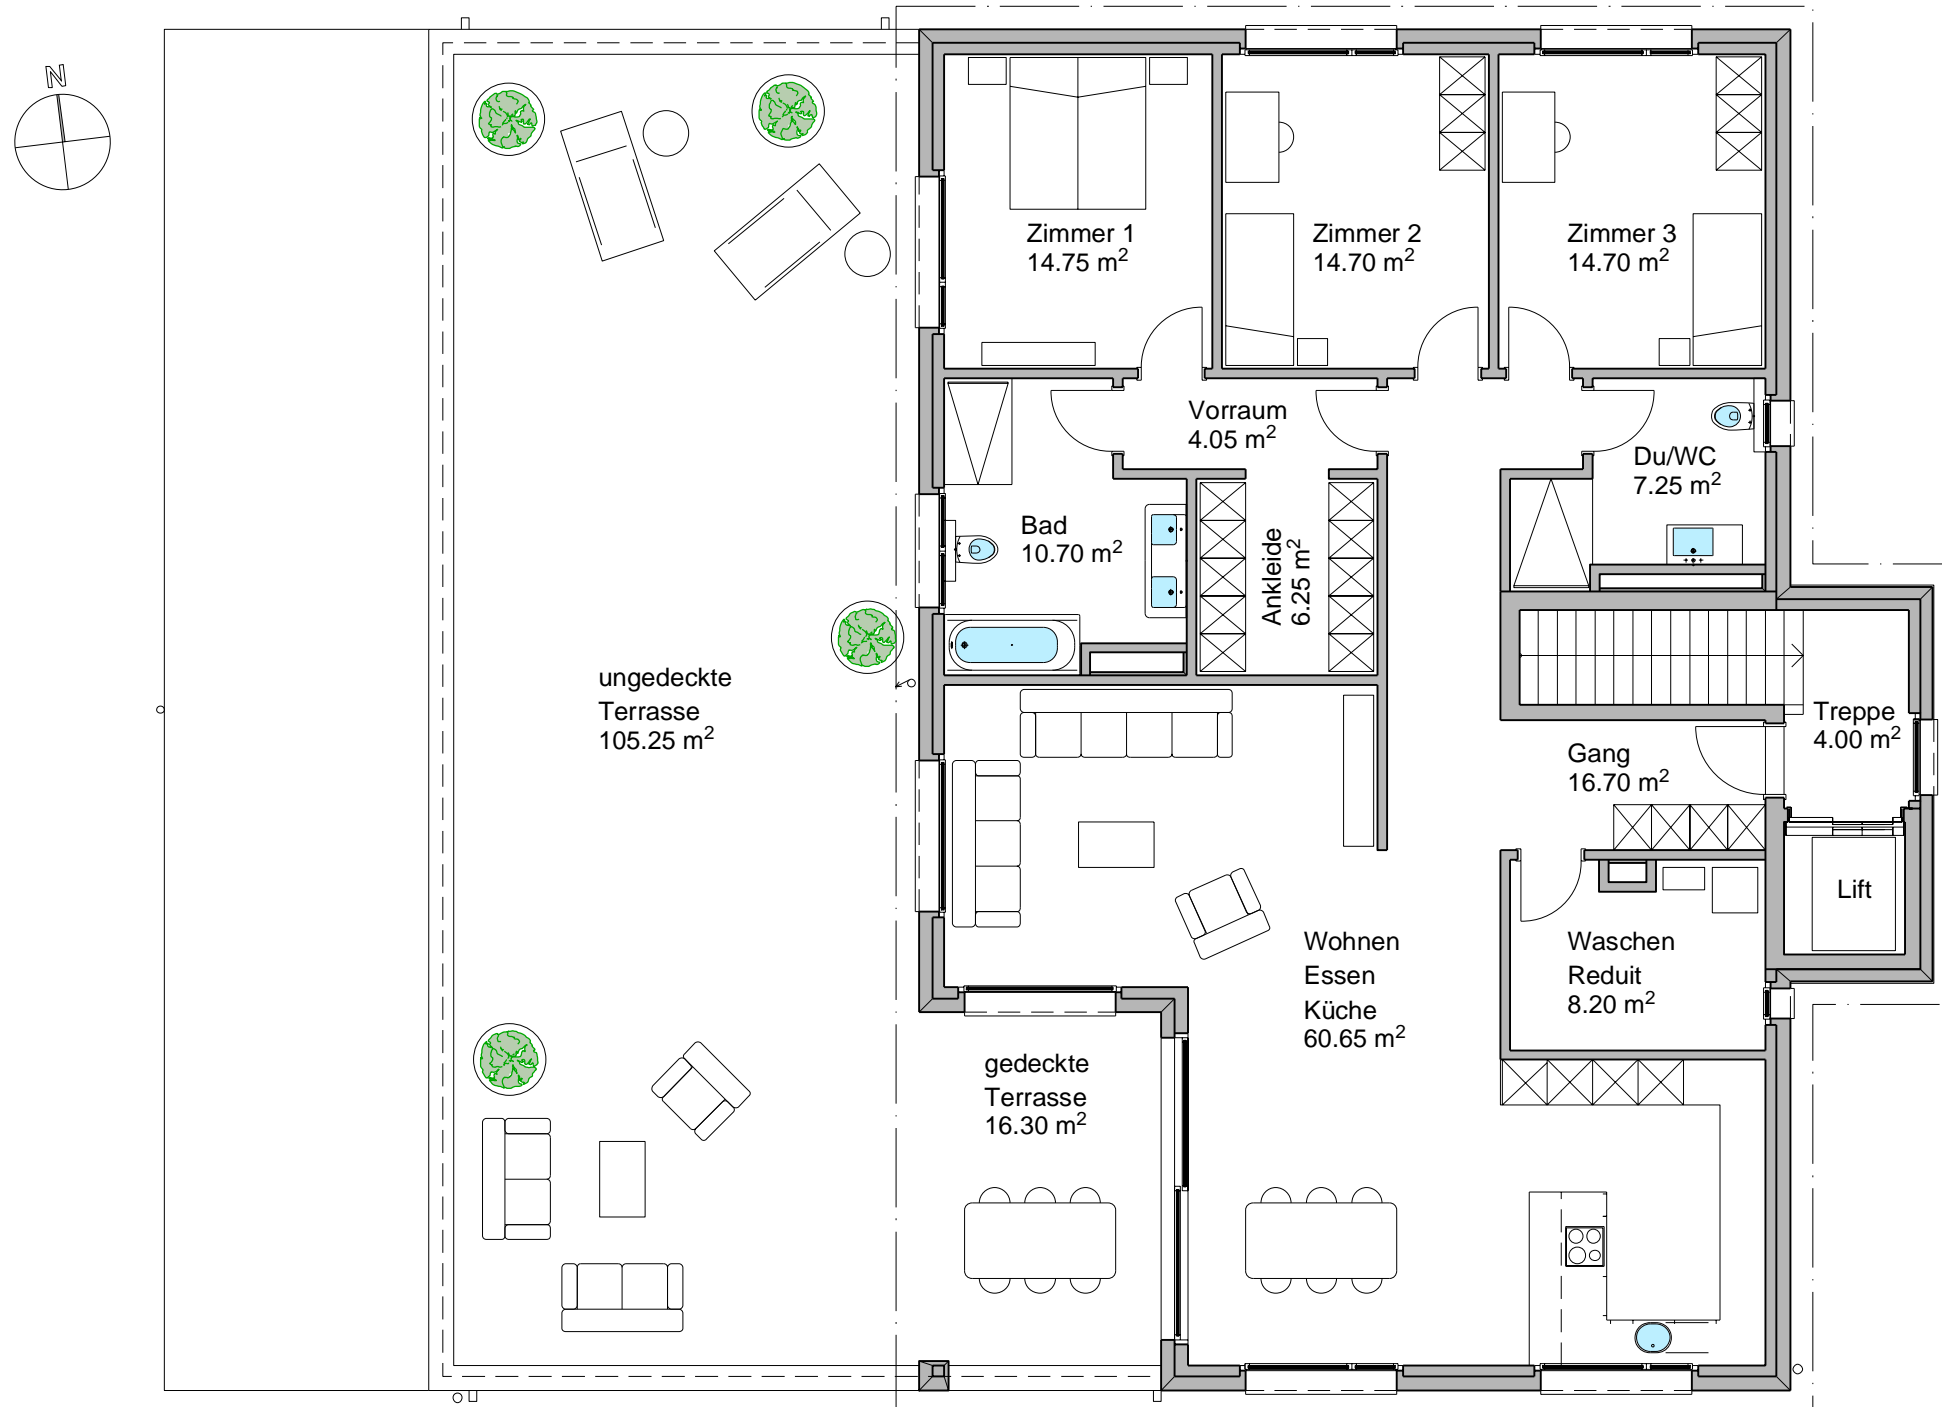 N
Zimmer 1
14.75 m²
Zimmer 2
14.70 m²
Zimmer 3
14.70 m²
Vorraum
4.05 m²
Du/WC
7.25 m²
Bad
10.70 m²
Ankleide
6.25 m²
ungedeckte
Terrasse
105.25 m²
Treppe
4.00 m²
Gang
16.70 m²
Lift
Wohnen
Essen
Küche
60.65 m²
Waschen
Reduit
8.20 m²
gedeckte
Terrasse
16.30 m²